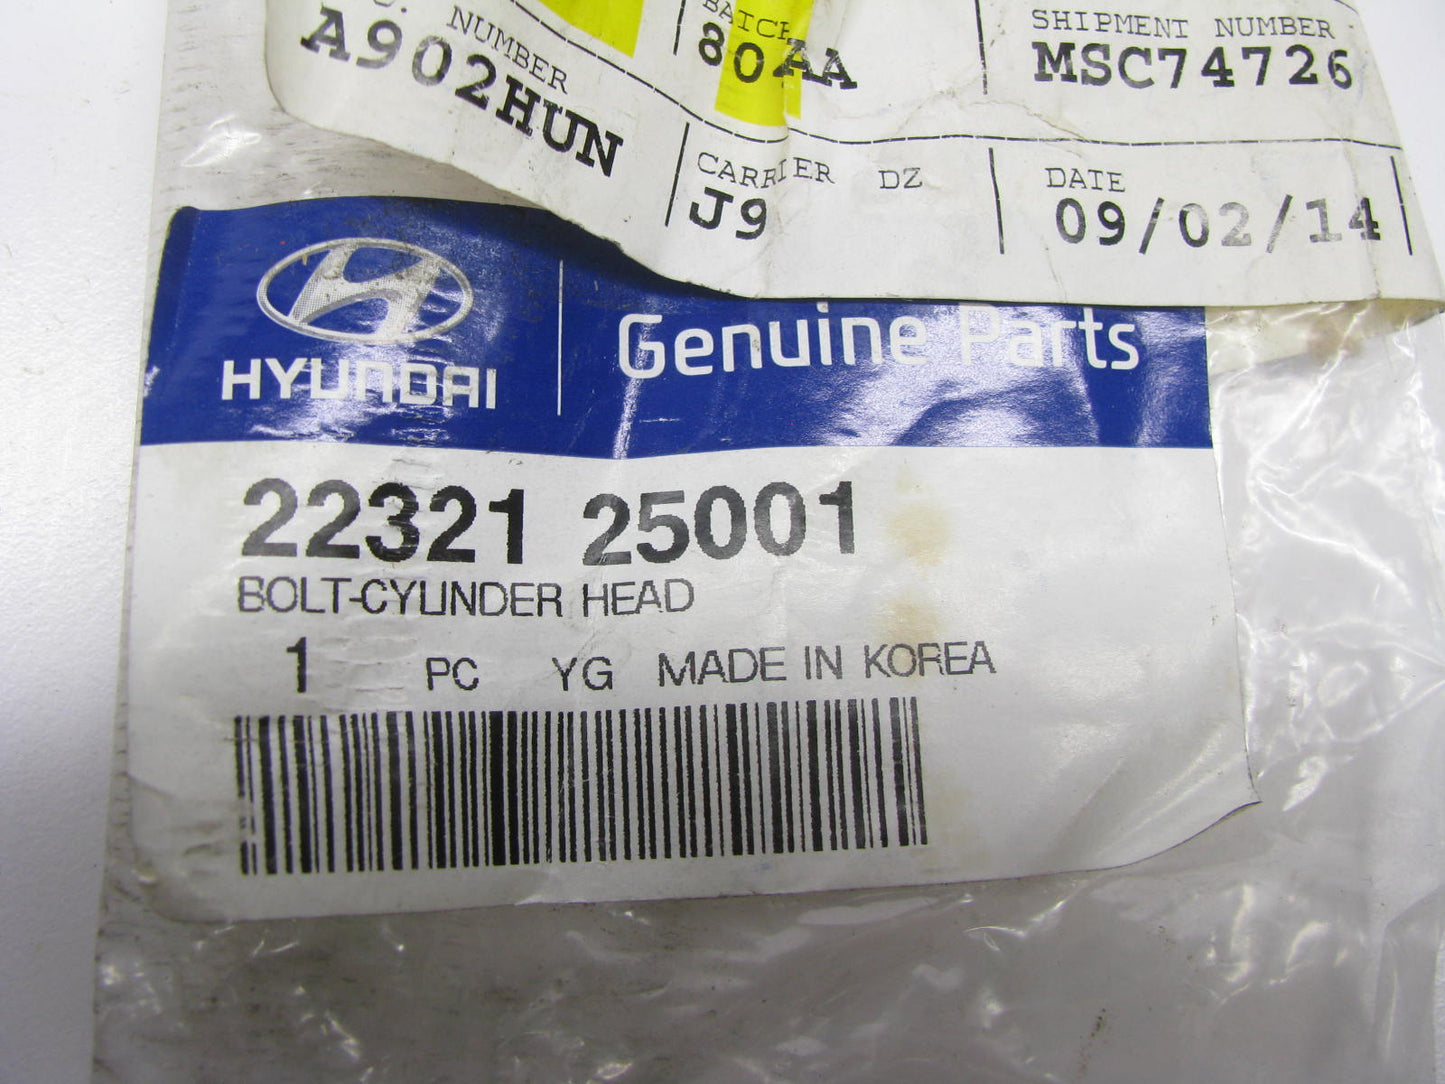 NUMBER
A902HUN
BATCH
80AA
SHIPMENT NUMBER
MSC74726
CARRIER DZ
J9
DATE
09/02/14
HYUNDAI
Genuine Parts
22321 25001
BOLT-CYLINDER HEAD
1 PC YG MADE IN KOREA